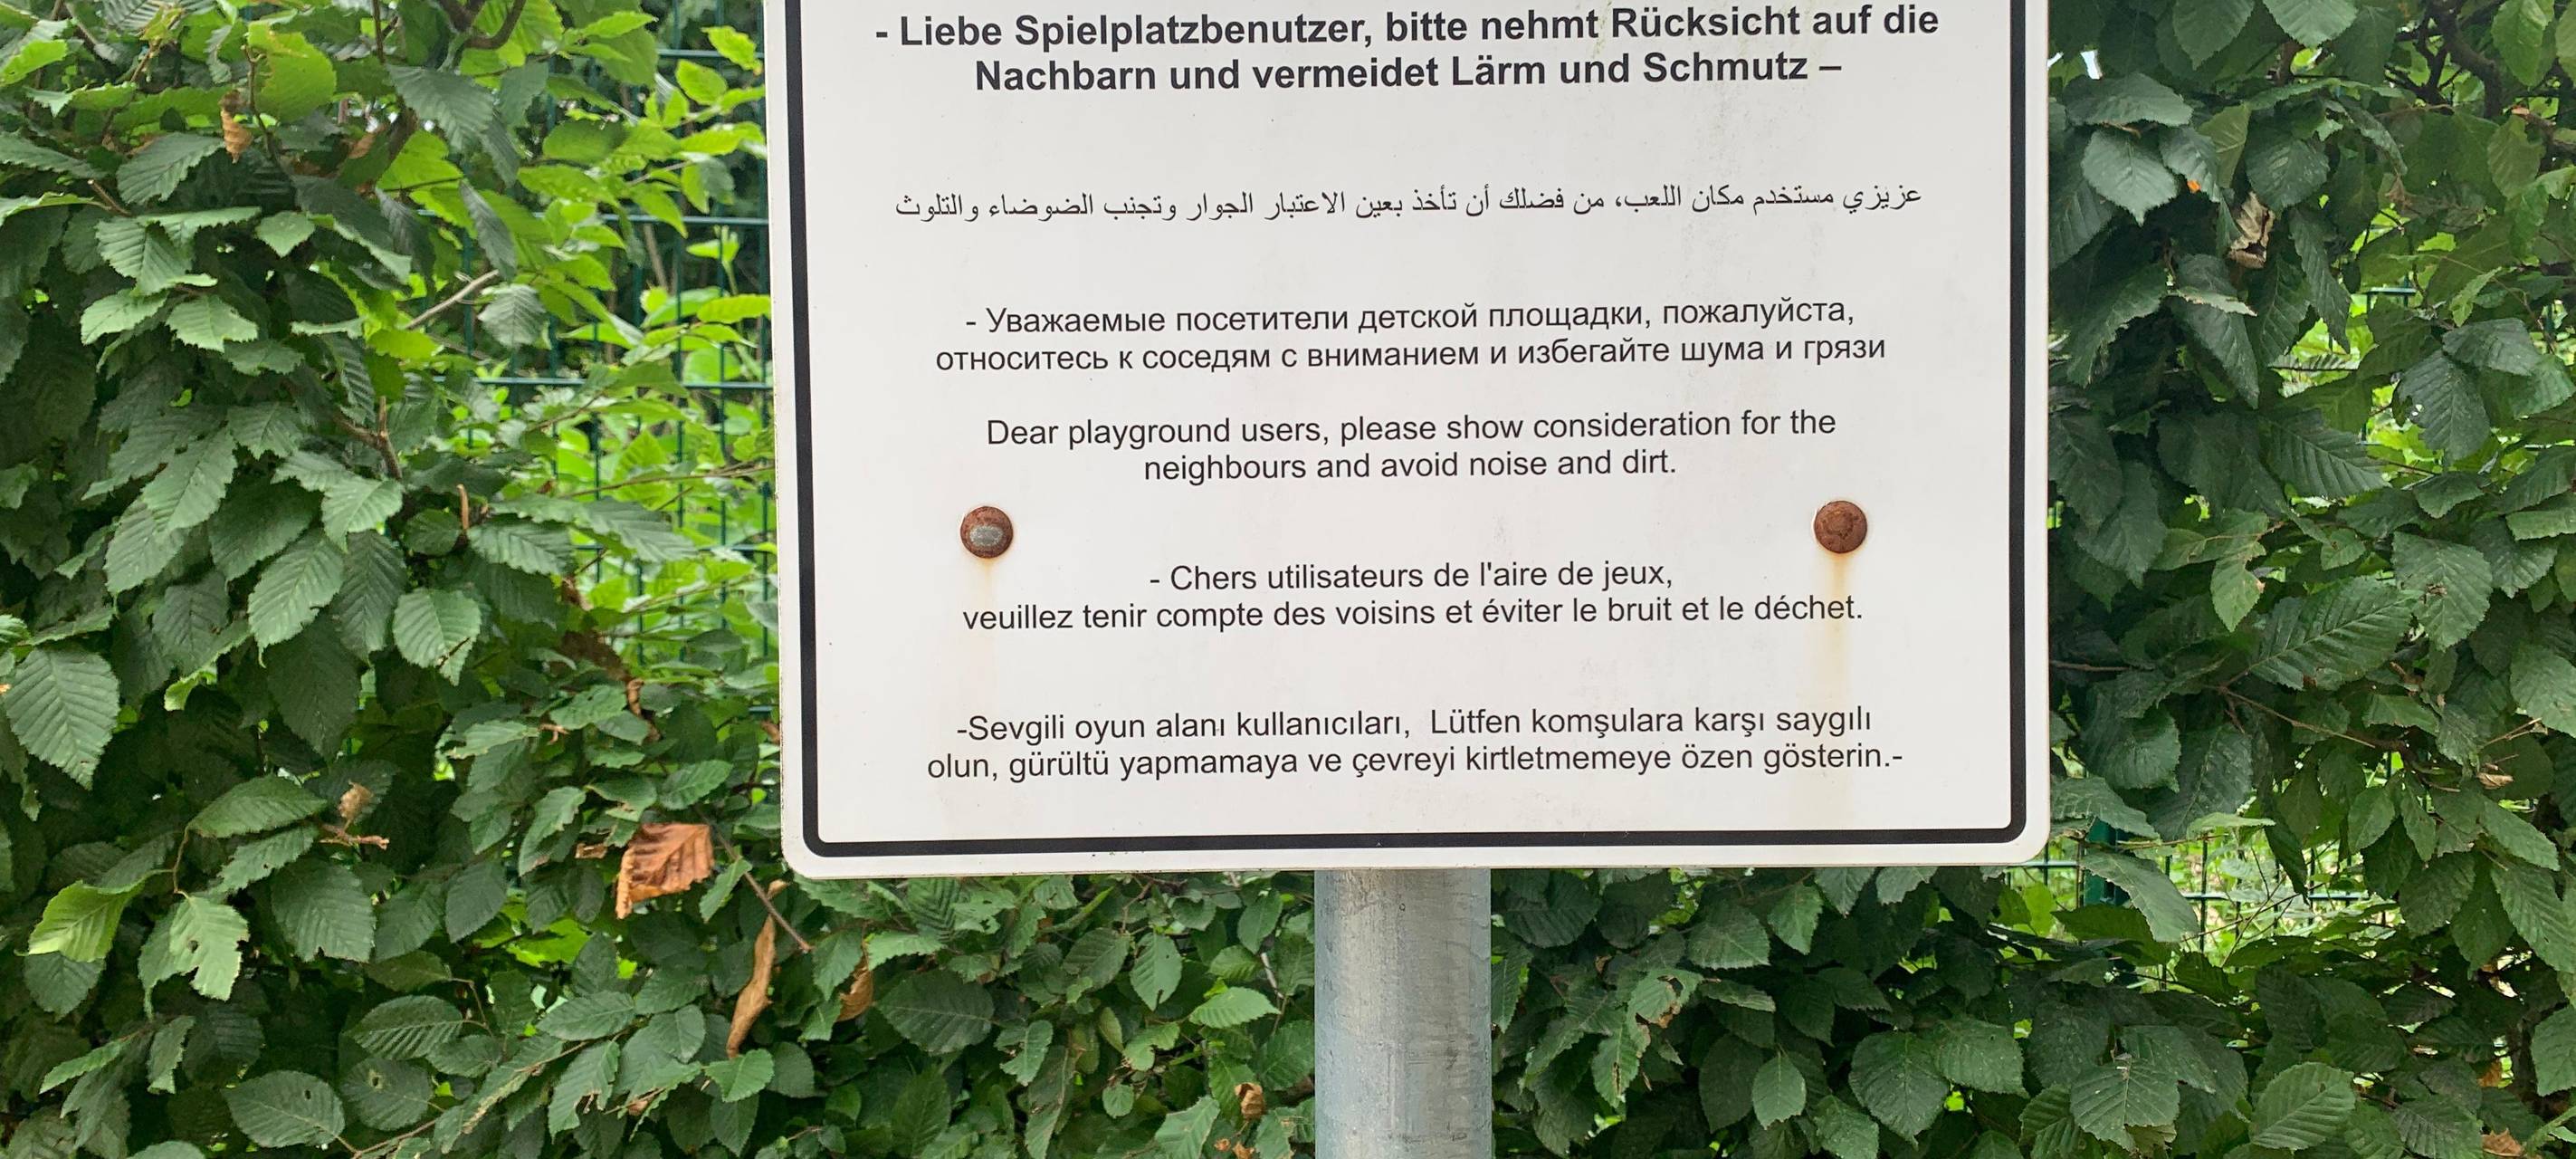 - Liebe Spielplatzbenutzer, bitte nehmt Rücksicht auf die
Nachbarn und vermeidet Lärm und Schmutz –
عزيزي مستخدم مكان اللعب، من فضلك أن تأخذ بعين الاعتبار الجوار وتجنب الضوضاء والتلوث
- Уважаемые посетители детской площадки, пожалуйста,
относитесь к соседям с вниманием и избегайте шума и грязи
Dear playground users, please show consideration for the
neighbours and avoid noise and dirt.
- Chers utilisateurs de l'aire de jeux,
veuillez tenir compte des voisins et éviter le bruit et le déchet.
-Sevgili oyun alanı kullanıcıları, Lütfen komşulara karşı saygılı
olun, gürültü yapmamaya ve çevreyi kirtletmemeye özen gösterin.-